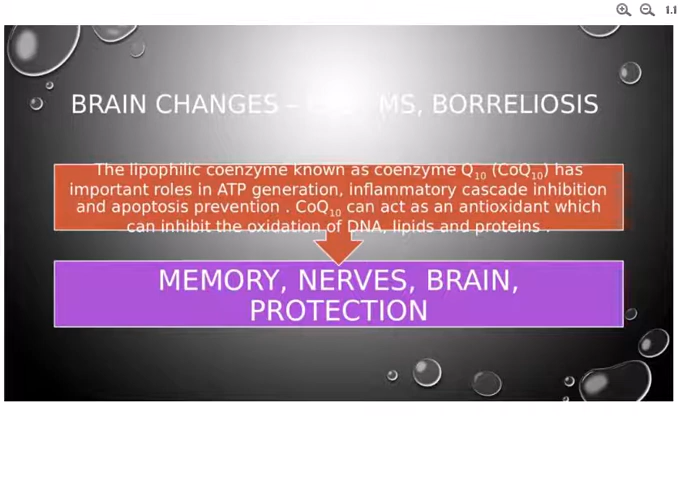 1.1
BRAIN CHANGES – MS, BORRELIOSIS
The lipophilic coenzyme known as coenzyme Q10 (CoQ10) has
important roles in ATP generation, inflammatory cascade inhibition
and apoptosis prevention . CoQ10 can act as an antioxidant which
can inhibit the oxidation of DNA, lipids and proteins .
MEMORY, NERVES, BRAIN,
PROTECTION